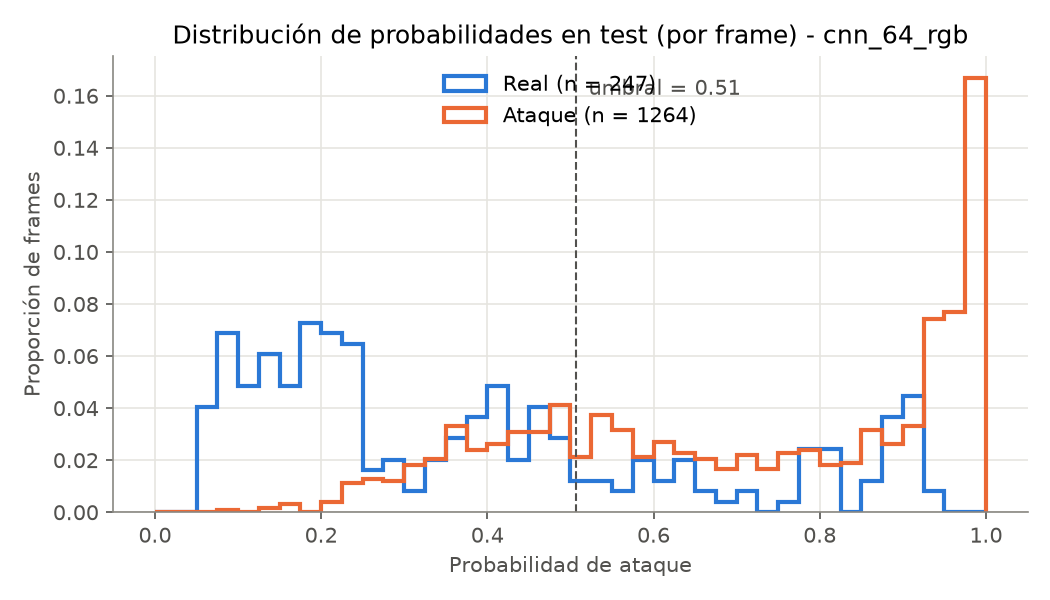 Distribución de probabilidades en test (por frame) - cnn_64_rgb
Real (n = 247)
umbral = 0.51
Ataque (n = 1264)
Proporción de frames
0.16
0.14
0.12
0.10
0.08
0.06
0.04
0.02
0.00
0.0 0.2 0.4 0.6 0.8 1.0
Probabilidad de ataque